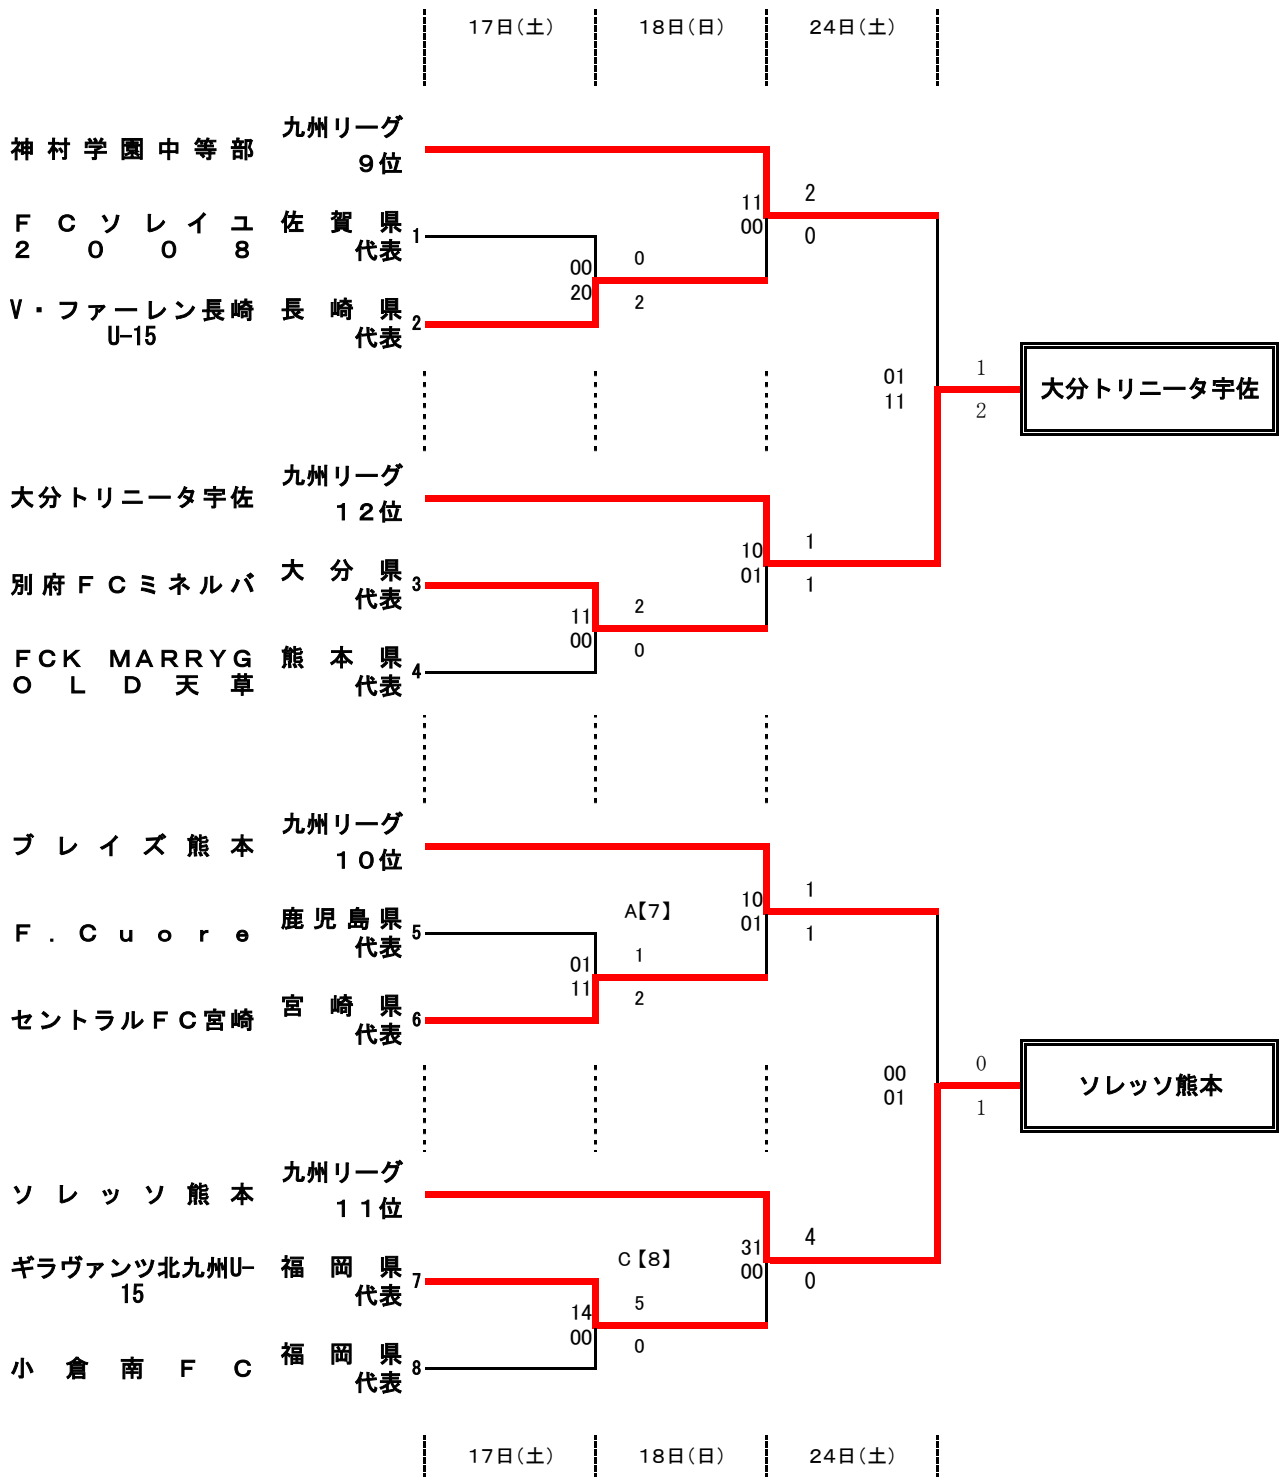 17日（土） 18日（日） 24日（土）
神村学園中等部 九州リーグ
９位
11 2
00 0
ＦＣソレイユ 佐賀県
２００８ 代表 1
00 0
20 2
V・ファーレン長崎 長崎県
U-15 代表 2
01 1
11 2
大分トリニータ宇佐
大分トリニータ宇佐 九州リーグ
１２位
10 1
01 1
別府ＦＣミネルバ 大分県
代表 3
11 2
00 0
ＦＣＫ　ＭＡＲＲＹＧ 熊本県
ＯＬＤ天草 代表 4
ブレイズ熊本 九州リーグ
１０位
10 1
01 1
Ｆ．Ｃｕｏｒｅ 鹿児島県
代表 5
A【7】
01 1
11 2
セントラルＦＣ宮崎 宮崎県
代表 6
00 0
01 1
ソレッソ熊本
ソレッソ熊本 九州リーグ
１１位
31 4
00 0
ギラヴァンツ北九州U- 福岡県
15 代表 7
C【8】
14 5
00 0
小倉南ＦＣ 福岡県
代表 8
17日（土） 18日（日） 24日（土）